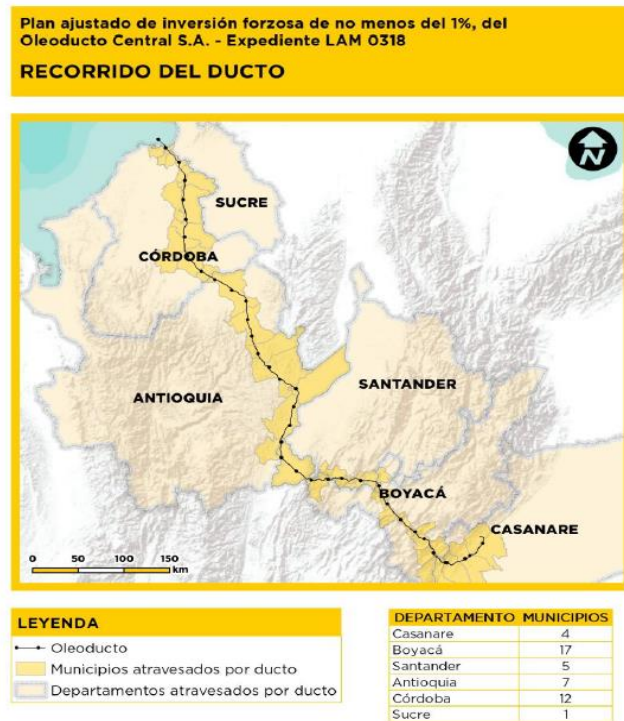 Plan ajustado de inversión forzosa de no menos del 1%, del
Oleoducto Central S.A. - Expediente LAM 0318
RECORRIDO DEL DUCTO
N
SUCRE
CÓRDOBA
ANTIOQUIA
SANTANDER
BOYACÁ
CASANARE
0 50 100 150
km
LEYENDA
Oleoducto
Municipios atravesados por ducto
Departamentos atravesados por ducto
DEPARTAMENTO MUNICIPIOS
Casanare 4
Boyacá 17
Santander 5
Antioquia 7
Córdoba 12
Sucre 1